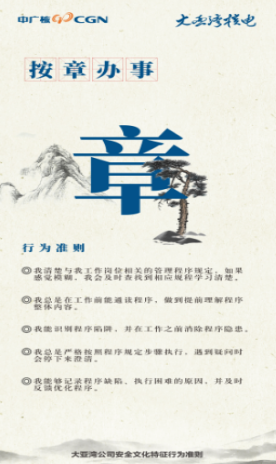 中广核 CGN
大亚湾核电
按章办事
章
行为准则
◎我清楚与我工作岗位相关的管理程序规定，如果
感觉模糊，我会及时查找到相应规程学习清楚。
◎我总是在工作前能通读程序，做到提前理解程序
整体内容。
◎我能识别程序陷阱，并在工作之前消除程序隐患。
◎我总是严格按照程序规定步骤执行，遇到疑问时
会停下来澄清。
◎我能够记录程序缺陷、执行困难的原因，并及时
反馈优化程序。
大亚湾公司安全文化特征行为准则